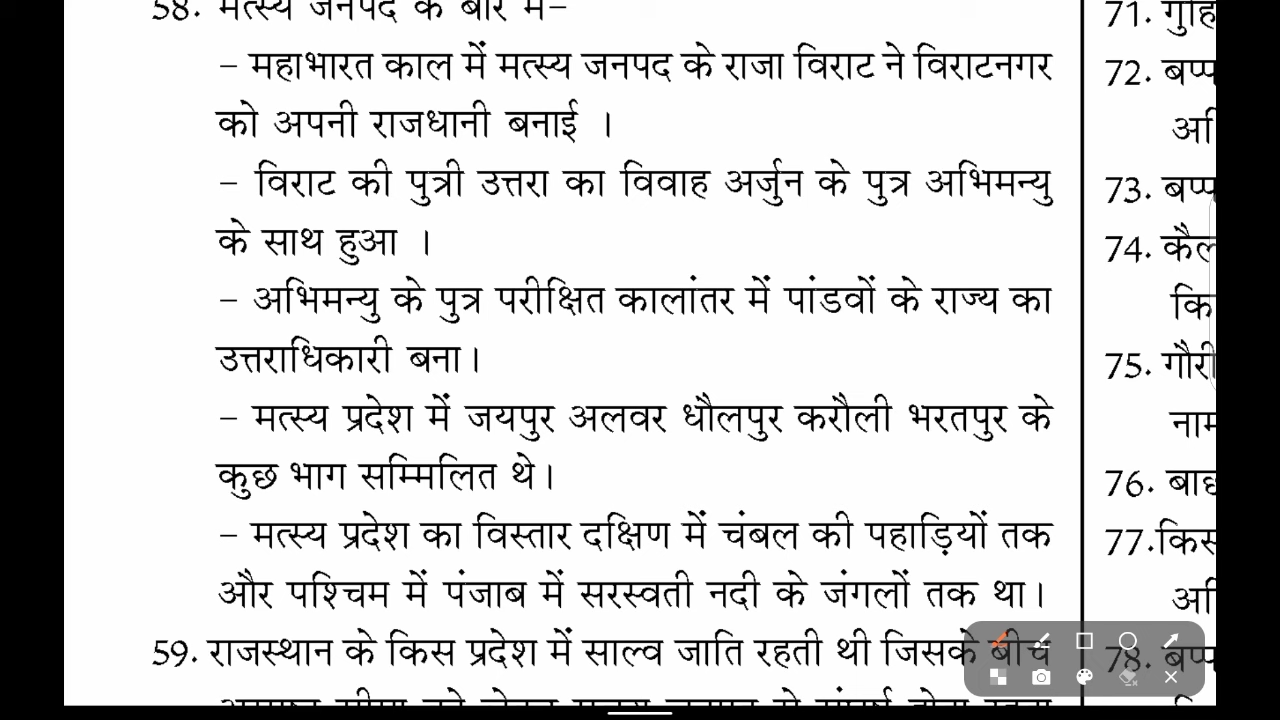 58. मत्स्य जनपद के बारे में-
- महाभारत काल में मत्स्य जनपद के राजा विराट ने विराटनगर
को अपनी राजधानी बनाई ।
- विराट की पुत्री उत्तरा का विवाह अर्जुन के पुत्र अभिमन्यु
के साथ हुआ ।
- अभिमन्यु के पुत्र परीक्षित कालांतर में पांडवों के राज्य का
उत्तराधिकारी बना।
- मत्स्य प्रदेश में जयपुर अलवर धौलपुर करौली भरतपुर के
कुछ भाग सम्मिलित थे।
- मत्स्य प्रदेश का विस्तार दक्षिण में चंबल की पहाड़ियों तक
और पश्चिम में पंजाब में सरस्वती नदी के जंगलों तक था।
59. राजस्थान के किस प्रदेश में साल्व जाति रहती थी जिसके बीच
71. गुहि
72. बप्प
अ
73. बप्प
74. कैल
कि
75. गौरी
नाम
76. बाद्य
77.किस
अ
78. बप्प